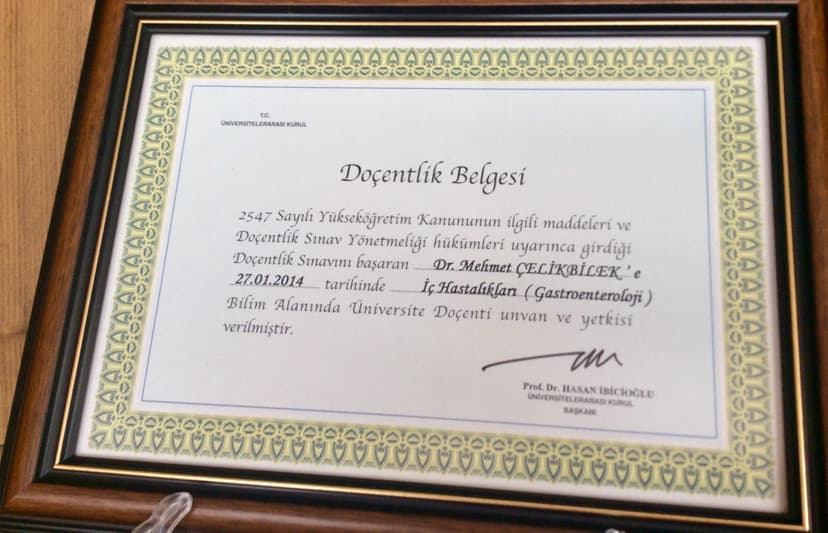 T.C.
ÜNİVERSİTELERARASI KURUL
Doçentlik Belgesi
2547 Sayılı Yükseköğretim Kanununun ilgili maddeleri ve
Doçentlik Sınav Yönetmeliği hükümleri uyarınca girdiği
Doçentlik Sınavını başaran Dr. Mehmet ÇELİKBİLEK ' e
27.01.2014 tarihinde İç Hastalıkları ( Gastroenteroloji )
Bilim Alanında Üniversite Doçenti unvan ve yetkisi
verilmiştir.
Prof. Dr. HASAN İBİCİOĞLU
ÜNİVERSİTELERARASI KURUL
BAŞKANI